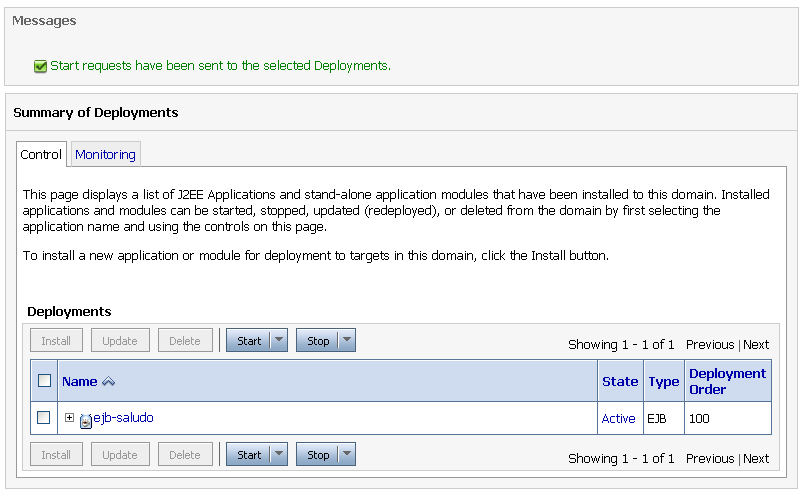 Messages
Start requests have been sent to the selected Deployments.
Summary of Deployments
Control Monitoring
This page displays a list of J2EE Applications and stand-alone application modules that have been installed to this domain. Installed
applications and modules can be started, stopped, updated (redeployed), or deleted from the domain by first selecting the
application name and using the controls on this page.
To install a new application or module for deployment to targets in this domain, click the Install button.
Deployments
Install Update Delete Start Stop Showing 1 - 1 of 1 Previous | Next
Name State Type Deployment
Order
ejb-saludo Active EJB 100
Install Update Delete Start Stop Showing 1 - 1 of 1 Previous | Next